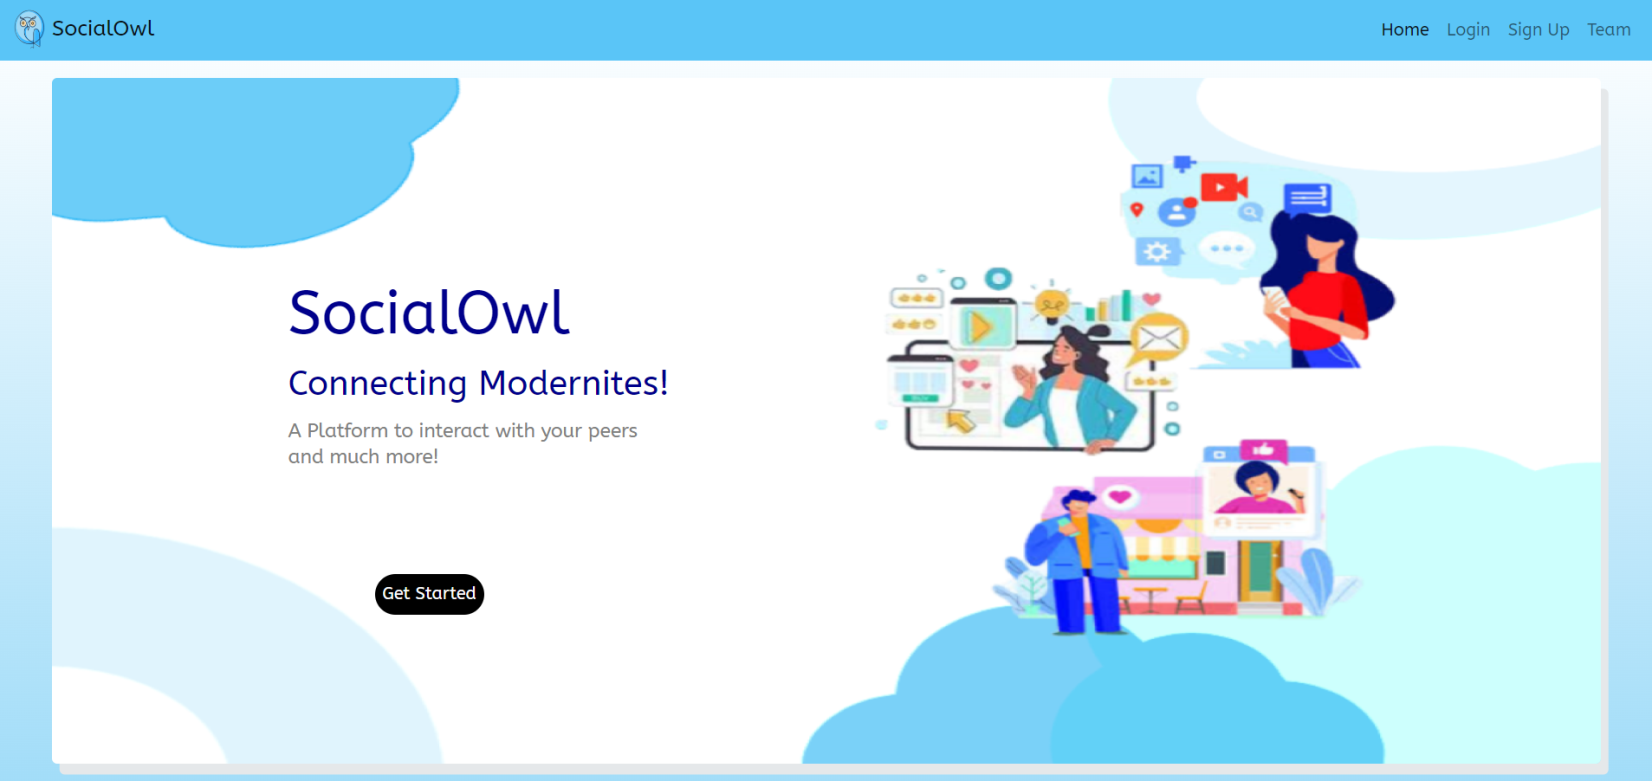 SocialOwl
Home Login Sign Up Team
SocialOwl
Connecting Modernites!
A Platform to interact with your peers
and much more!
Get Started